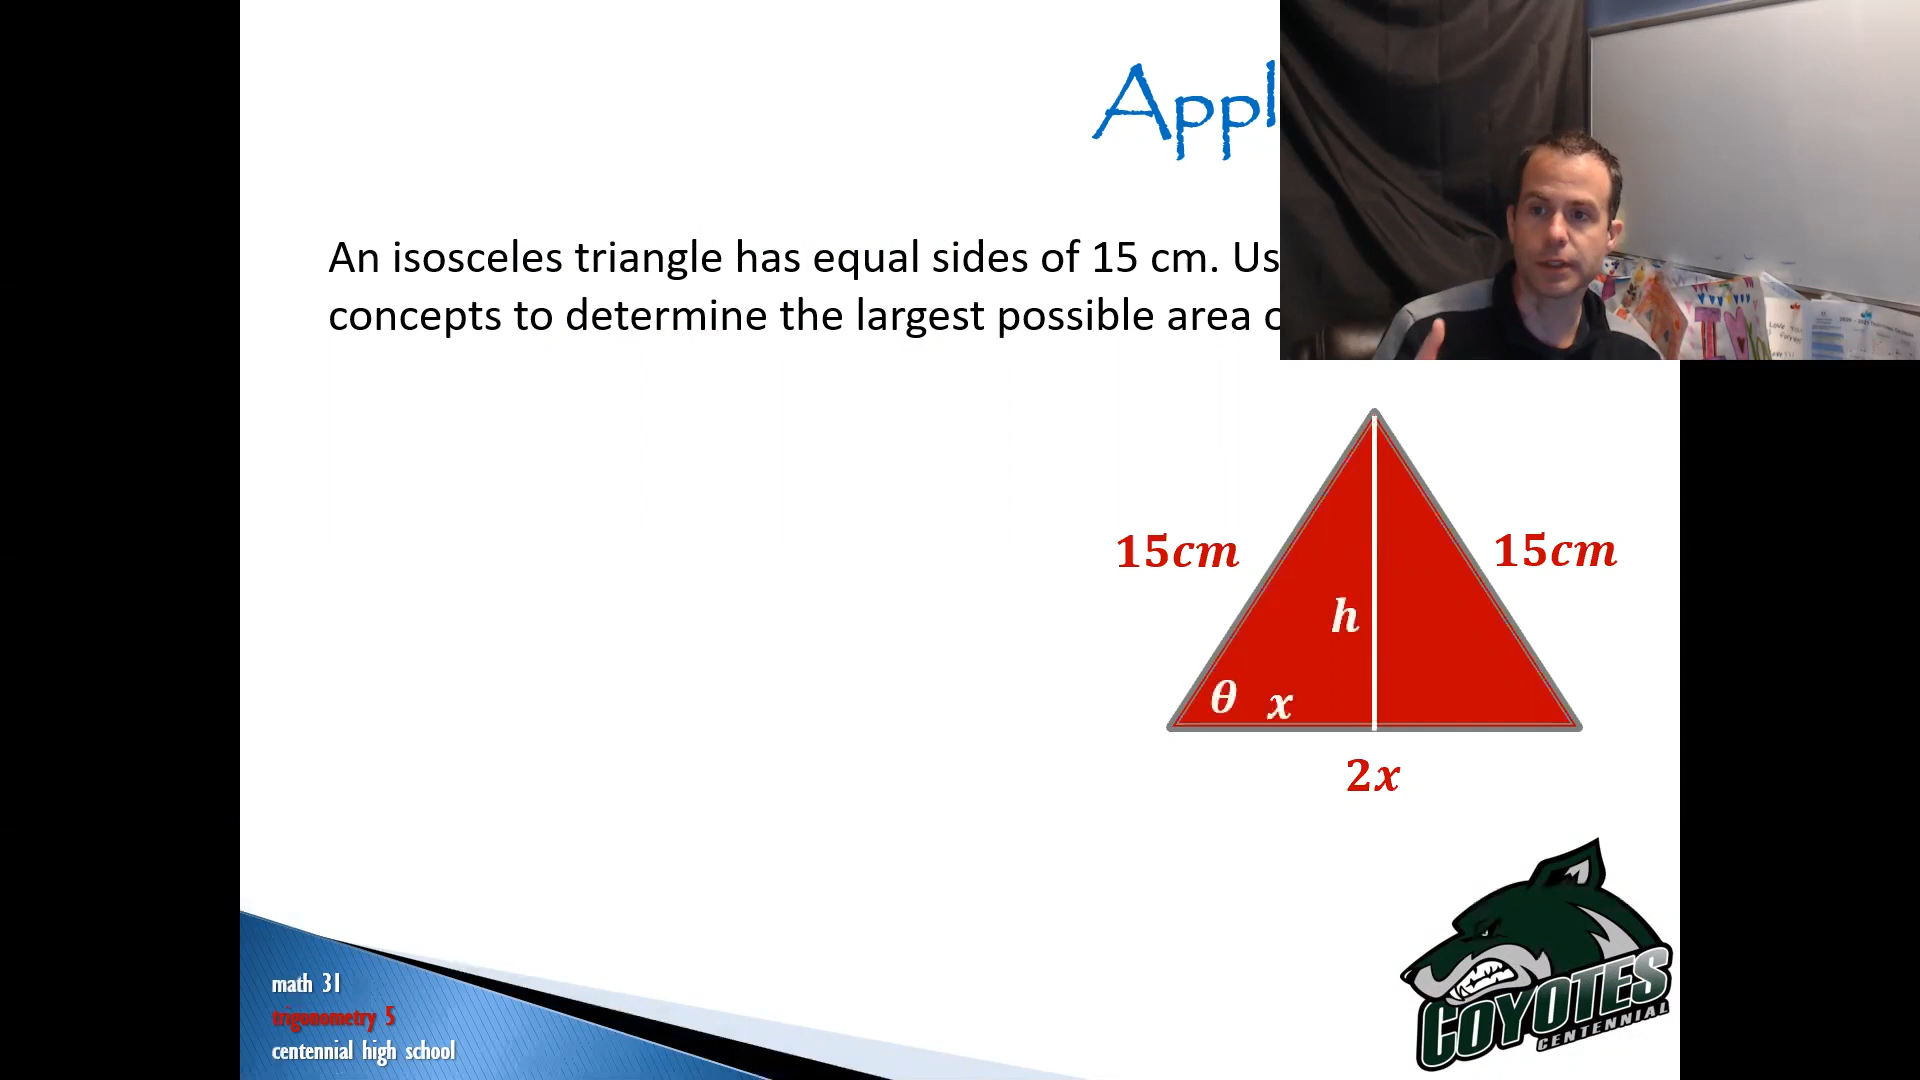 Appl
An isosceles triangle has equal sides of 15 cm. Us
concepts to determine the largest possible area
15cm
15cm
h
θ x
2x
math 31
trigonometry 5
centennial high school
COYOTES
CENTENNIAL